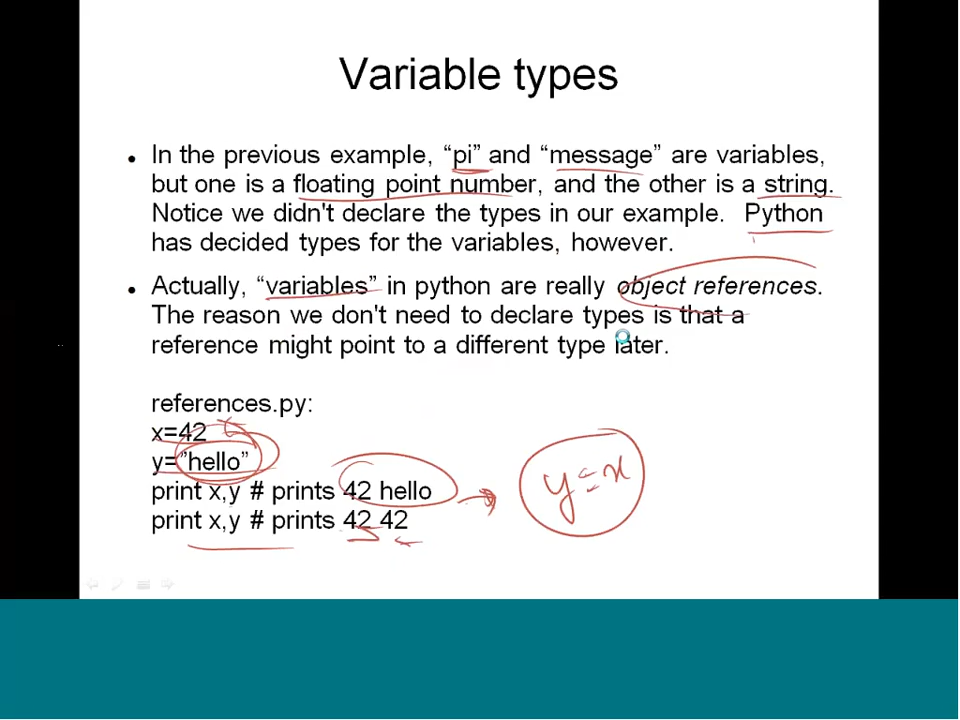 Variable types
• In the previous example, “pi” and “message” are variables,
but one is a floating point number, and the other is a string.
Notice we didn't declare the types in our example. Python
has decided types for the variables, however.
• Actually, “variables” in python are really object references.
The reason we don't need to declare types is that a
reference might point to a different type later.
references.py:
x=42
y=”hello”
print x,y # prints 42 hello
print x,y # prints 42 42
y=x